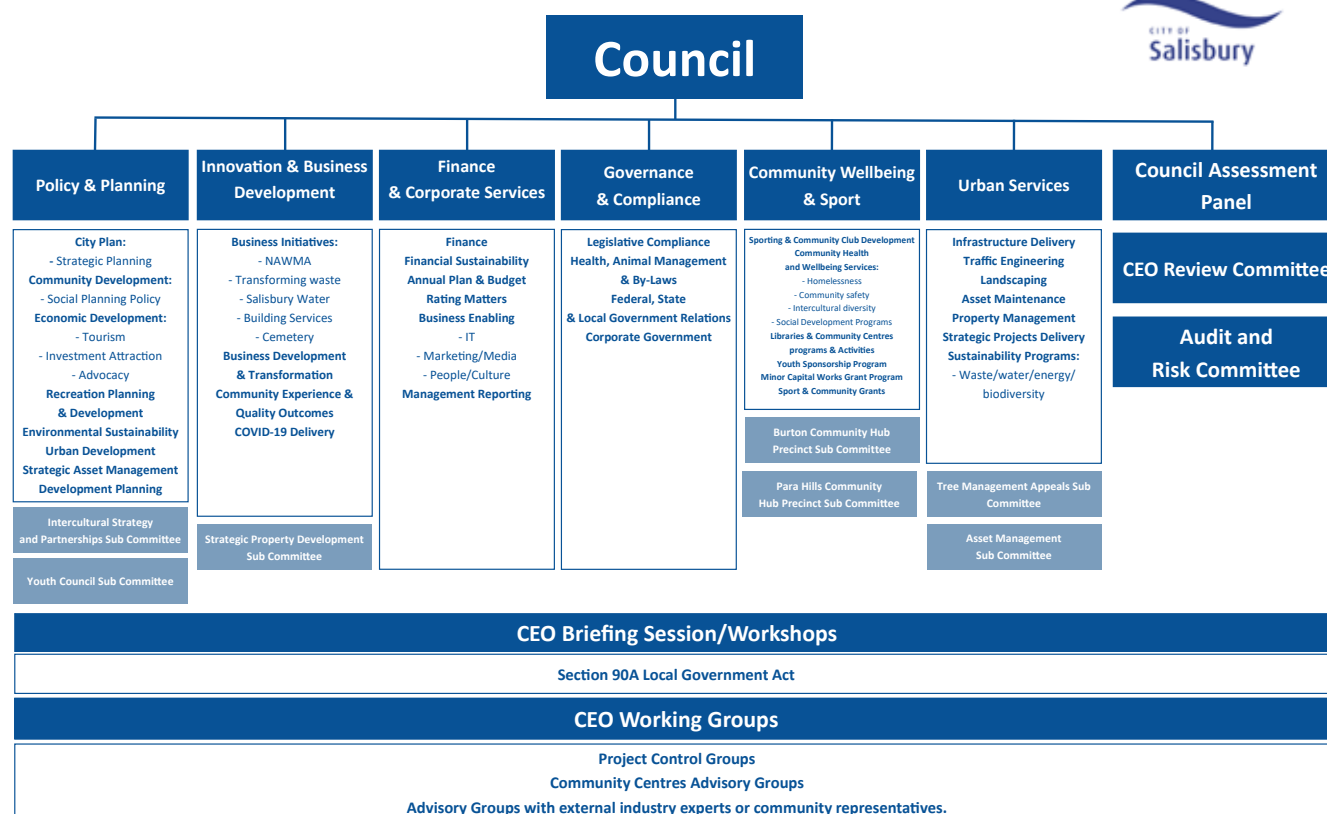 CITY OF
Salisbury
Council
Policy & Planning
Innovation & Business
Development
Finance
& Corporate Services
Governance
& Compliance
Community Wellbeing
& Sport
Urban Services
Council Assessment
Panel
City Plan:
- Strategic Planning
Community Development:
- Social Planning Policy
Economic Development:
- Tourism
- Investment Attraction
- Advocacy
Recreation Planning
& Development
Environmental Sustainability
Urban Development
Strategic Asset Management
Development Planning
Intercultural Strategy
and Partnerships Sub Committee
Youth Council Sub Committee
Business Initiatives:
- NAWMA
- Transforming waste
- Salisbury Water
- Building Services
- Cemetery
Business Development
& Transformation
Community Experience &
Quality Outcomes
COVID-19 Delivery
Strategic Property Development
Sub Committee
Finance
Financial Sustainability
Annual Plan & Budget
Rating Matters
Business Enabling
- IT
- Marketing/Media
- People/Culture
Management Reporting
Legislative Compliance
Health, Animal Management
& By-Laws
Federal, State
& Local Government Relations
Corporate Government
Sporting & Community Club Development
Community Health
and Wellbeing Services:
- Homelessness
- Community safety
- Intercultural diversity
- Social Development Programs
Libraries & Community Centres
programs & Activities
Youth Sponsorship Program
Minor Capital Works Grant Program
Sport & Community Grants
Burton Community Hub
Precinct Sub Committee
Para Hills Community
Hub Precinct Sub Committee
Infrastructure Delivery
Traffic Engineering
Landscaping
Asset Maintenance
Property Management
Strategic Projects Delivery
Sustainability Programs:
- Waste/water/energy/
biodiversity
Tree Management Appeals Sub
Committee
Asset Management
Sub Committee
CEO Review Committee
Audit and
Risk Committee
CEO Briefing Session/Workshops
Section 90A Local Government Act
CEO Working Groups
Project Control Groups
Community Centres Advisory Groups
Advisory Groups with external industry experts or community representatives.